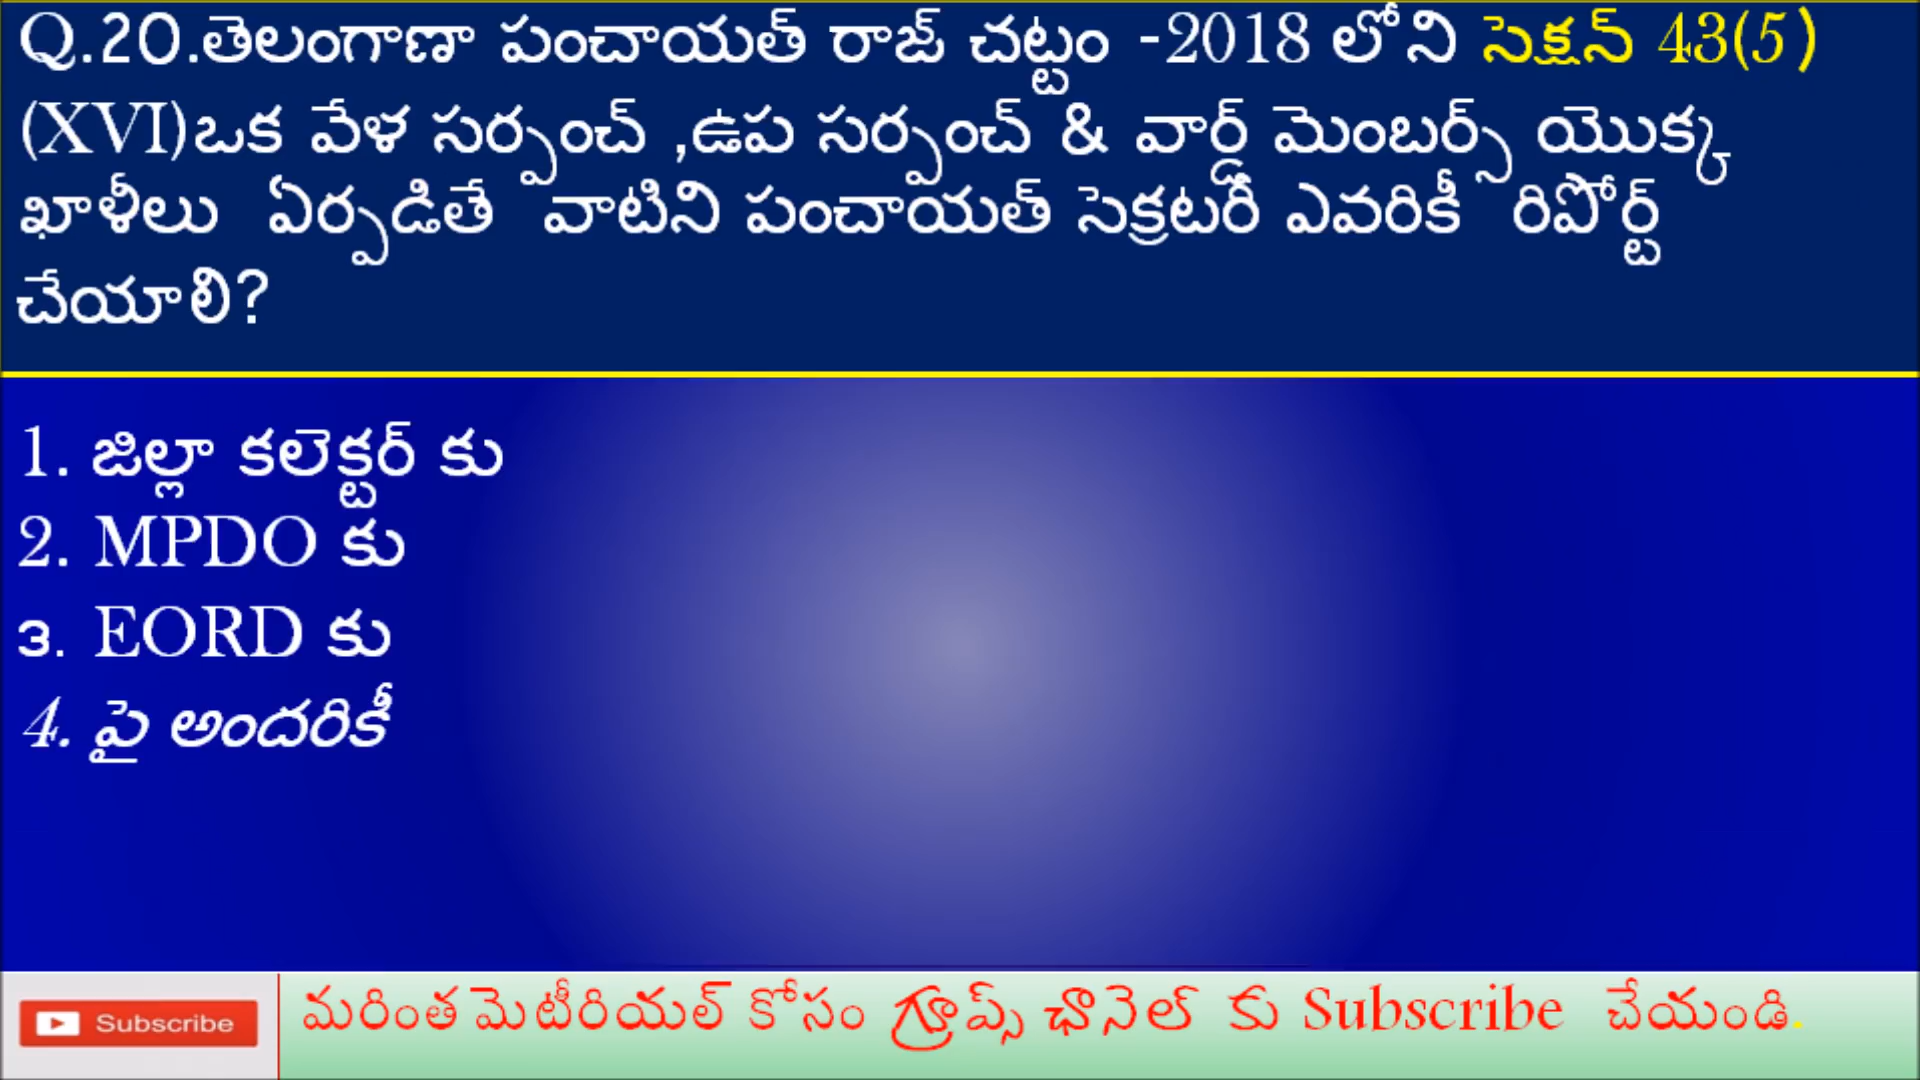 Q.20.తెలంగాణా పంచాయత్ రాజ్ చట్టం -2018 లోని సెక్షన్ 43(5)
(XVI)ఒక వేళ సర్పంచ్ ,ఉప సర్పంచ్ & వార్డ్ మెంబర్స్ యొక్క
ఖాళీలు ఏర్పడితే వాటిని పంచాయత్ సెక్రటరీ ఎవరికీ రిపోర్ట్
చేయాలి?
1. జిల్లా కలెక్టర్ కు
2. MPDO కు
3. EORD కు
4. పై అందరికీ
Subscribe
మరింత మెటీరియల్ కోసం గ్రూప్స్ ఛానెల్ కు Subscribe చేయండి.